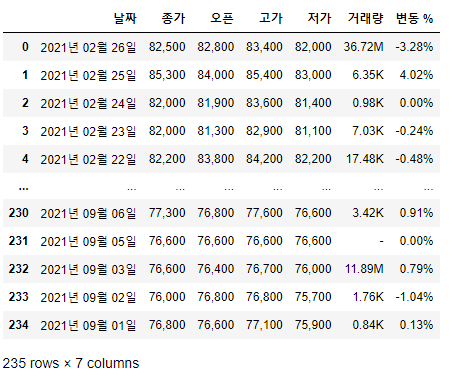 날짜 종가 오픈 고가 저가 거래량 변동 %
0 2021년 02월 26일 82,500 82,800 83,400 82,000 36.72M -3.28%
1 2021년 02월 25일 85,300 84,000 85,400 83,000 6.35K 4.02%
2 2021년 02월 24일 82,000 81,900 83,600 81,400 0.98K 0.00%
3 2021년 02월 23일 82,000 81,300 82,900 81,100 7.03K -0.24%
4 2021년 02월 22일 82,200 83,800 84,200 82,200 17.48K -0.48%
... ... ... ... ... ... ... ...
230 2021년 09월 06일 77,300 76,800 77,600 76,600 3.42K 0.91%
231 2021년 09월 05일 76,600 76,600 76,600 76,600 - 0.00%
232 2021년 09월 03일 76,600 76,400 76,700 76,000 11.89M 0.79%
233 2021년 09월 02일 76,000 76,800 76,800 75,700 1.76K -1.04%
234 2021년 09월 01일 76,800 76,600 77,100 75,900 0.84K 0.13%
235 rows × 7 columns